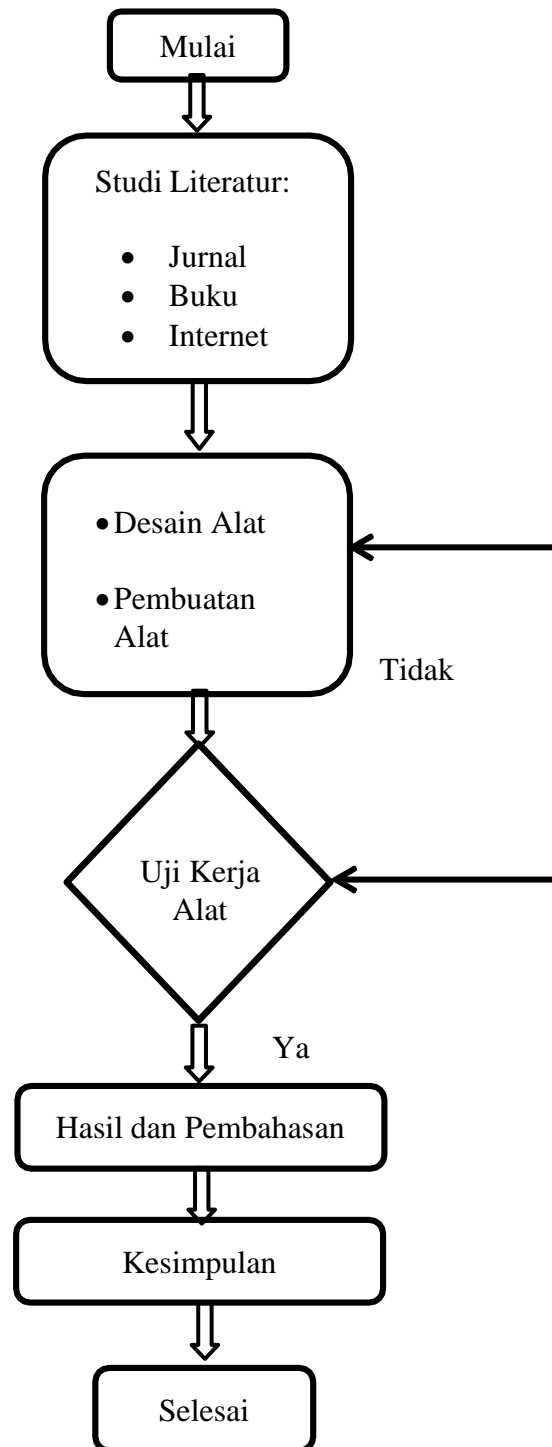 Mulai
Studi Literatur:
• Jurnal
• Buku
• Internet
• Desain Alat
• Pembuatan
Alat
Tidak
Uji Kerja
Alat
Ya
Hasil dan Pembahasan
Kesimpulan
Selesai